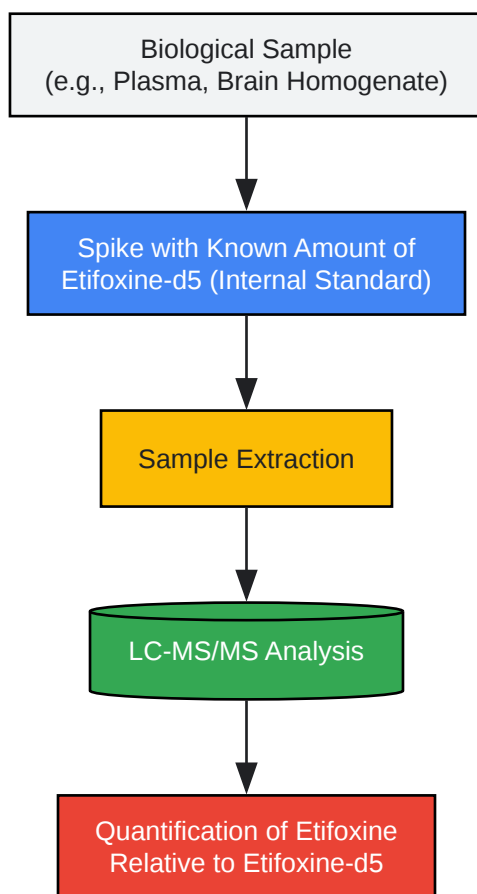 Biological Sample
(e.g., Plasma, Brain Homogenate)
Spike with Known Amount of
Etifoxine-d5 (Internal Standard)
Sample Extraction
LC-MS/MS Analysis
Quantification of Etifoxine
Relative to Etifoxine-d5